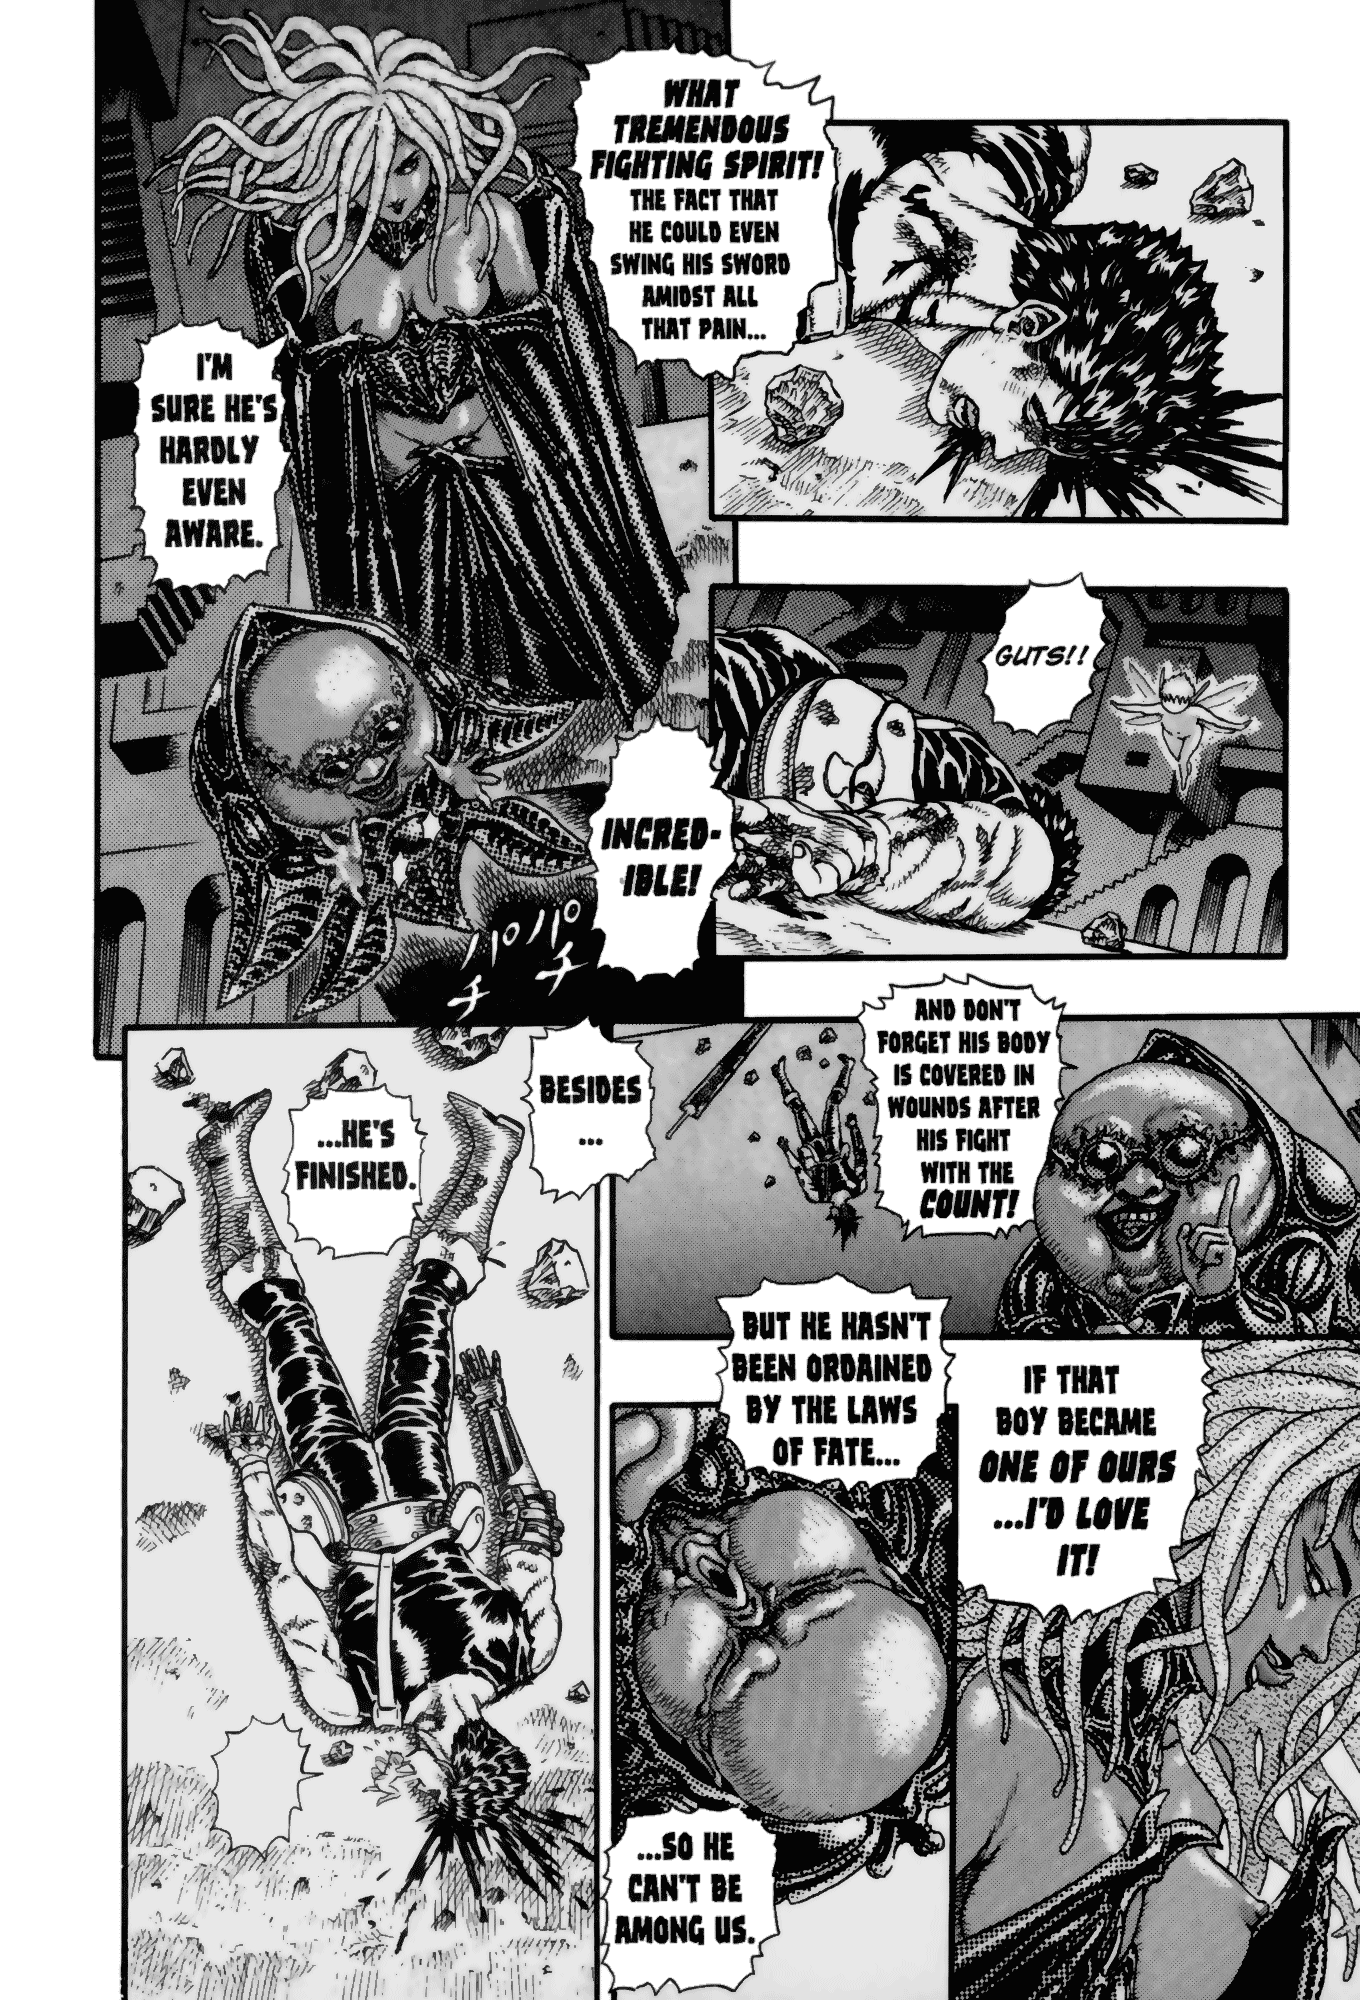 WHAT
TREMENDOUS
FIGHTING SPIRIT!
THE FACT THAT
HE COULD EVEN
SWING HIS SWORD
AMIDST ALL
THAT PAIN...
I'M
SURE HE'S
HARDLY
EVEN
AWARE.
GUTS!!
INCRED-
IBLE!
パチ
パチ
AND DON'T
FORGET HIS BODY
IS COVERED IN
WOUNDS AFTER
HIS FIGHT
WITH THE
COUNT!
BESIDES
...
...HE'S
FINISHED.
IF THAT
BOY BECAME
ONE OF OURS
...I'D LOVE
IT!
BUT HE HASN'T
BEEN ORDAINED
BY THE LAWS
OF FATE...
...SO HE
CAN'T BE
AMONG US.